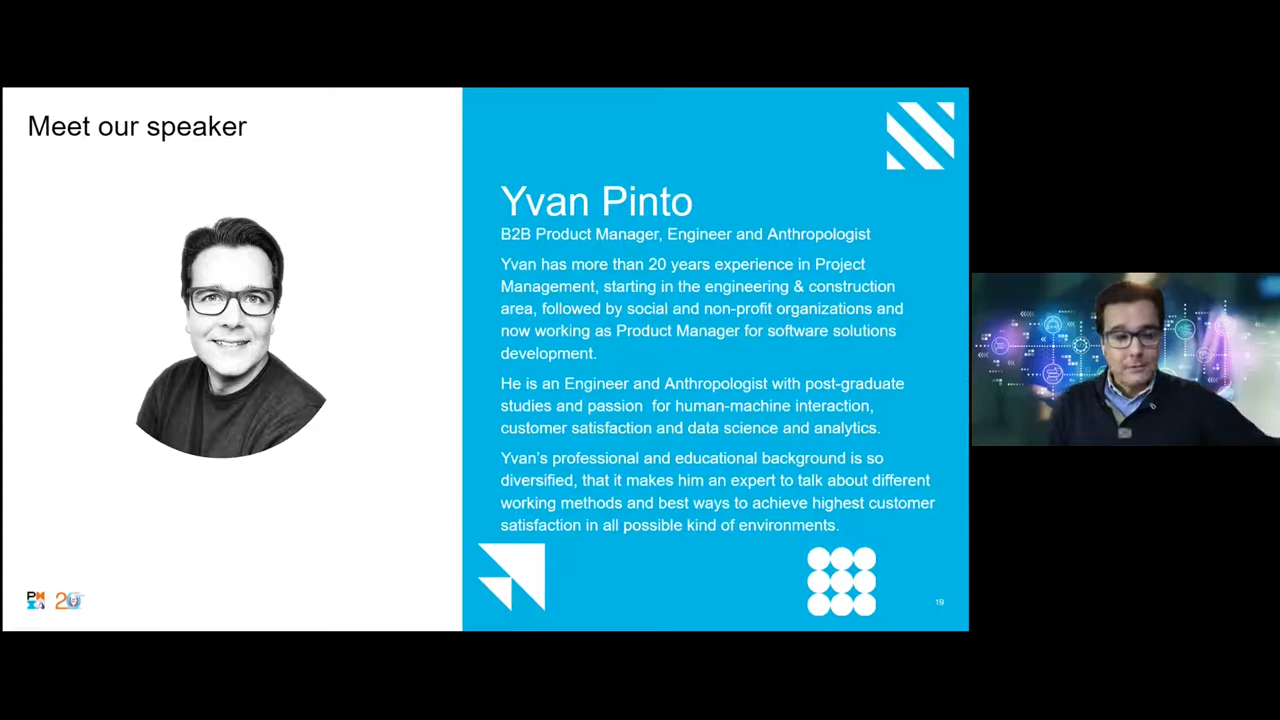 Meet our speaker
Yvan Pinto
B2B Product Manager, Engineer and Anthropologist
Yvan has more than 20 years experience in Project
Management, starting in the engineering & construction
area, followed by social and non-profit organizations and
now working as Product Manager for software solutions
development.
He is an Engineer and Anthropologist with post-graduate
studies and passion  for human-machine interaction,
customer satisfaction and data science and analytics.
Yvan’s professional and educational background is so
diversified, that it makes him an expert to talk about different
working methods and best ways to achieve highest customer
satisfaction in all possible kind of environments.
20
19